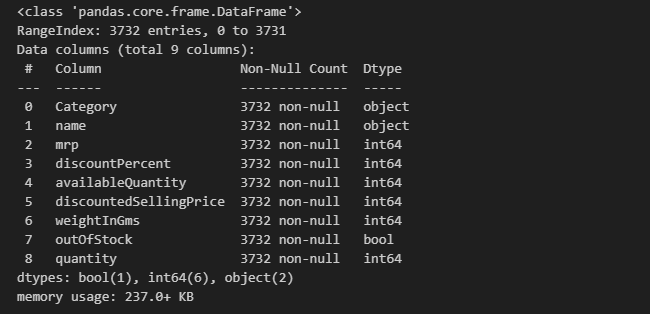 <class 'pandas.core.frame.DataFrame'>
RangeIndex: 3732 entries, 0 to 3731
Data columns (total 9 columns):
 #   Column                  Non-Null Count  Dtype
---  ------                  --------------  -----
 0   Category                3732 non-null   object
 1   name                    3732 non-null   object
 2   mrp                     3732 non-null   int64
 3   discountPercent         3732 non-null   int64
 4   availableQuantity       3732 non-null   int64
 5   discountedSellingPrice  3732 non-null   int64
 6   weightInGms             3732 non-null   int64
 7   outOfStock              3732 non-null   bool
 8   quantity                3732 non-null   int64
dtypes: bool(1), int64(6), object(2)
memory usage: 237.0+ KB